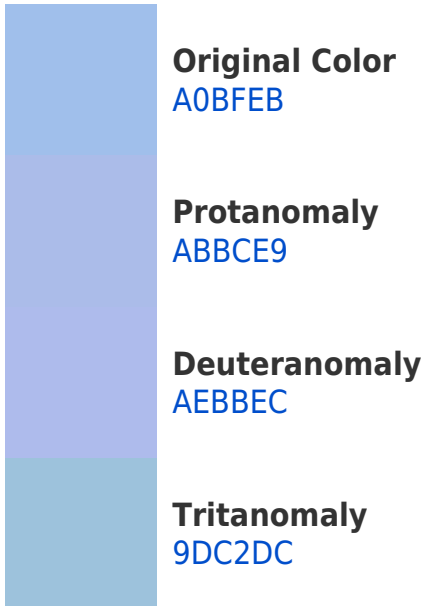 Original Color
A0BFEB
Protanomaly
ABBCE9
Deuteranomaly
AEBBEC
Tritanomaly
9DC2DC